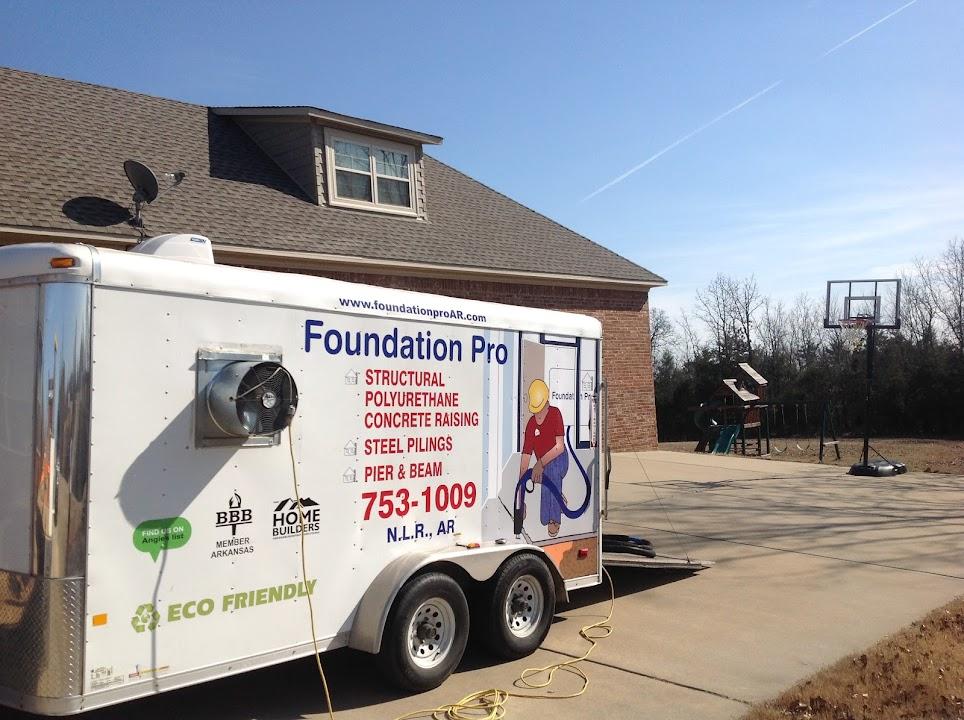 www.foundationproAR.com
Foundation Pro
STRUCTURAL
POLYURETHANE
CONCRETE RAISING
STEEL PILINGS
PIER & BEAM
753-1009
N.L.R., AR
Foundation Pro
FIND US ON
Angie's list
BBB
MEMBER
ARKANSAS
HOME
BUILDERS
ECO FRIENDLY